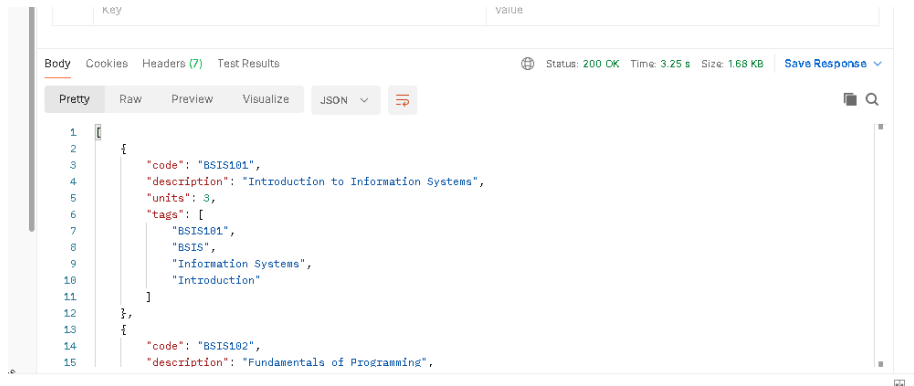 Key Value
Body Cookies Headers (7) Test Results Status: 200 OK Time: 3.25 s Size: 1.68 KB Save Response
Pretty Raw Preview Visualize JSON
1 [
2 {
3 "code": "BSIS101",
4 "description": "Introduction to Information Systems",
5 "units": 3,
6 "tags": [
7 "BSIS101",
8 "BSIS",
9 "Information Systems",
10 "Introduction"
11 ]
12 },
13 {
14 "code": "BSIS102",
15 "description": "Fundamentals of Programming",